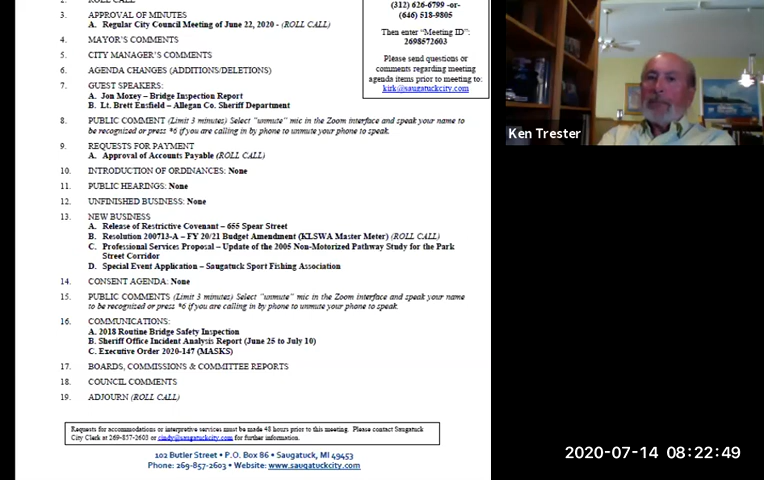 2. ROLL CALL
3. APPROVAL OF MINUTES
A. Regular City Council Meeting of June 22, 2020 - (ROLL CALL)
4. MAYOR'S COMMENTS
5. CITY MANAGER'S COMMENTS
6. AGENDA CHANGES (ADDITIONS/DELETIONS)
7. GUEST SPEAKERS:
A. Jon Moxey – Bridge Inspection Report
B. Lt. Brett Ensfield – Allegan Co. Sheriff Department
8. PUBLIC COMMENT (Limit 3 minutes) Select "unmute" mic in the Zoom interface and speak your name to
be recognized or press *6 if you are calling in by phone to unmute your phone to speak.
9. REQUESTS FOR PAYMENT
A. Approval of Accounts Payable (ROLL CALL)
10. INTRODUCTION OF ORDINANCES: None
11. PUBLIC HEARINGS: None
12. UNFINISHED BUSINESS: None
13. NEW BUSINESS
A. Release of Restrictive Covenant – 655 Spear Street
B. Resolution 200713-A – FY 20/21 Budget Amendment (KLSWA Master Meter) (ROLL CALL)
C. Professional Services Proposal – Update of the 2005 Non-Motorized Pathway Study for the Park
Street Corridor
D. Special Event Application – Saugatuck Sport Fishing Association
14. CONSENT AGENDA: None
15. PUBLIC COMMENTS (Limit 3 minutes) Select "unmute" mic in the Zoom interface and speak your name
to be recognized or press *6 if you are calling in by phone to unmute your phone to speak.
16. COMMUNICATIONS:
A. 2018 Routine Bridge Safety Inspection
B. Sheriff Office Incident Analysis Report (June 25 to July 10)
C. Executive Order 2020-147 (MASKS)
17. BOARDS, COMMISSIONS & COMMITTEE REPORTS
18. COUNCIL COMMENTS
19. ADJOURN (ROLL CALL)
(312) 626-6799 -or-
(646) 518-9805
Then enter "Meeting ID":
2698572603
Please send questions or
comments regarding meeting
agenda items prior to meeting to:
kirk@saugatuckcity.com
Requests for accommodations or interpretive services must be made 48 hours prior to this meeting. Please contact Saugatuck
City Clerk at 269-857-2603 or cindy@saugatuckcity.com for further information.
102 Butler Street • P.O. Box 86 • Saugatuck, MI 49453
Phone: 269-857-2603 • Website: www.saugatuckcity.com
Ken Trester
2020-07-14 08:22:49